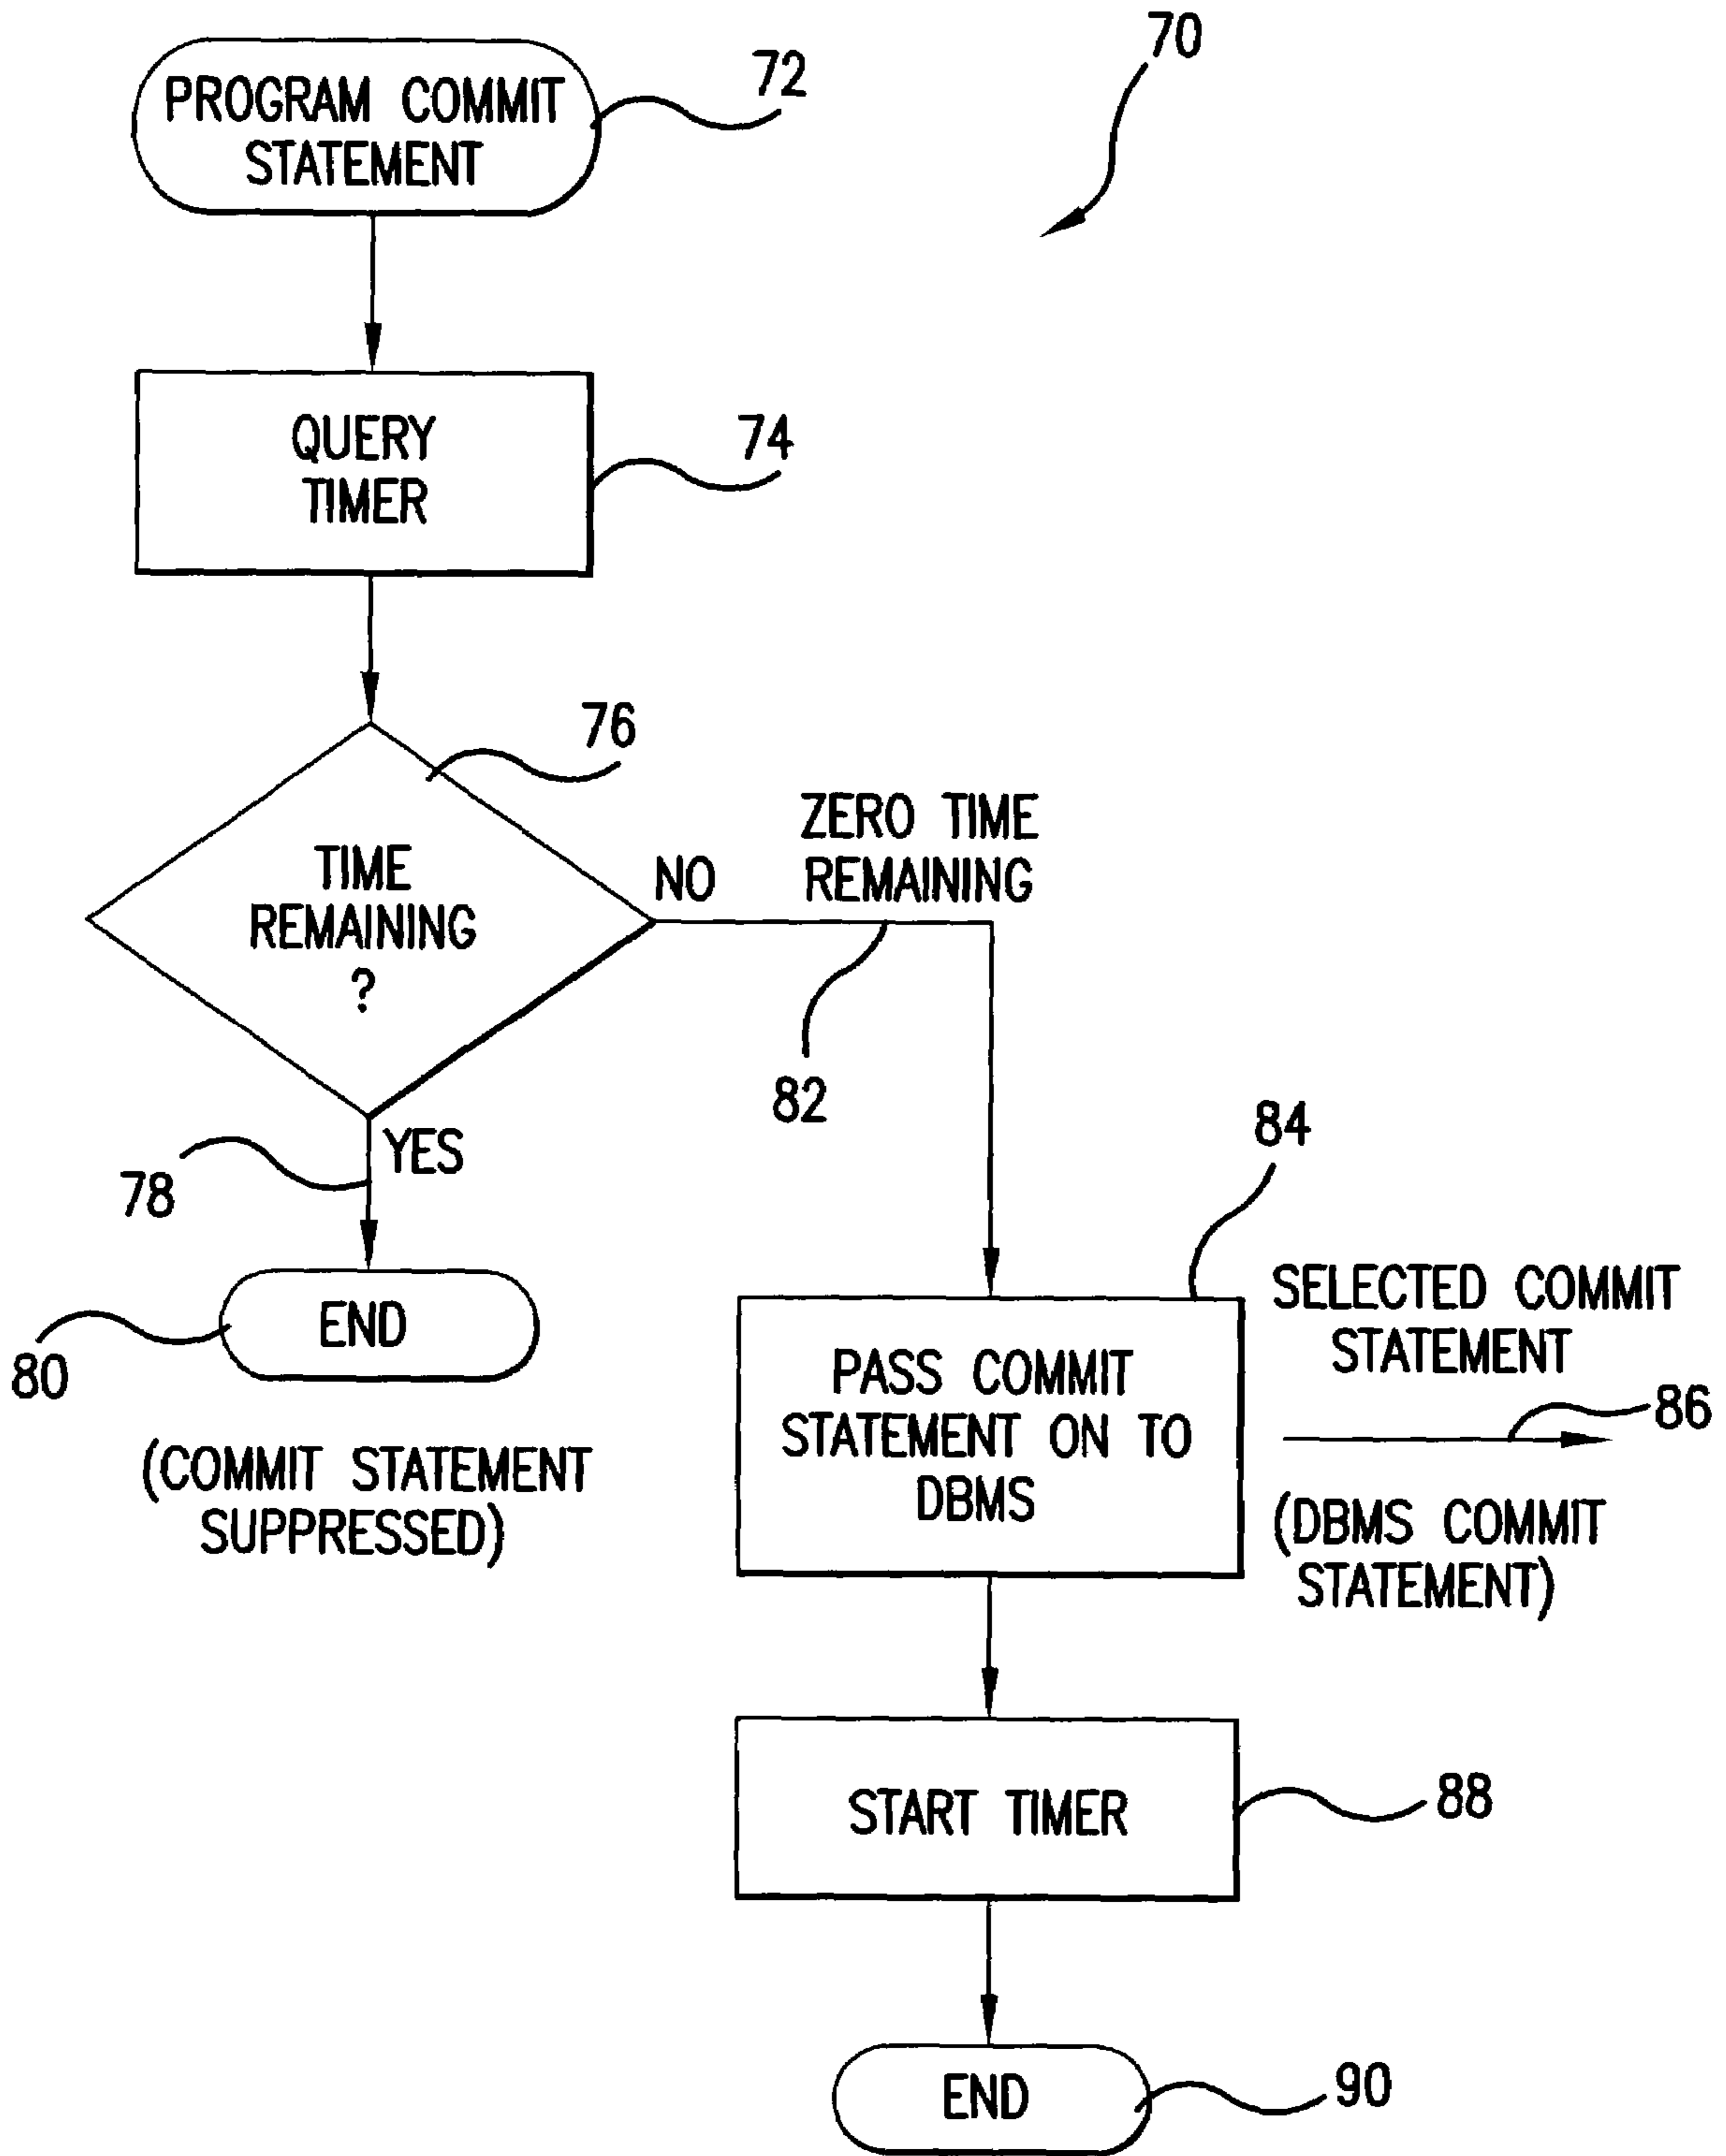 70
PROGRAM COMMIT
STATEMENT
72
QUERY
TIMER
74
76
TIME
REMAINING
?
NO
ZERO TIME
REMAINING
82
YES
78
END
80
(COMMIT STATEMENT
SUPPRESSED)
84
PASS COMMIT
STATEMENT ON TO
DBMS
SELECTED COMMIT
STATEMENT
86
(DBMS COMMIT
STATEMENT)
START TIMER
88
END
90